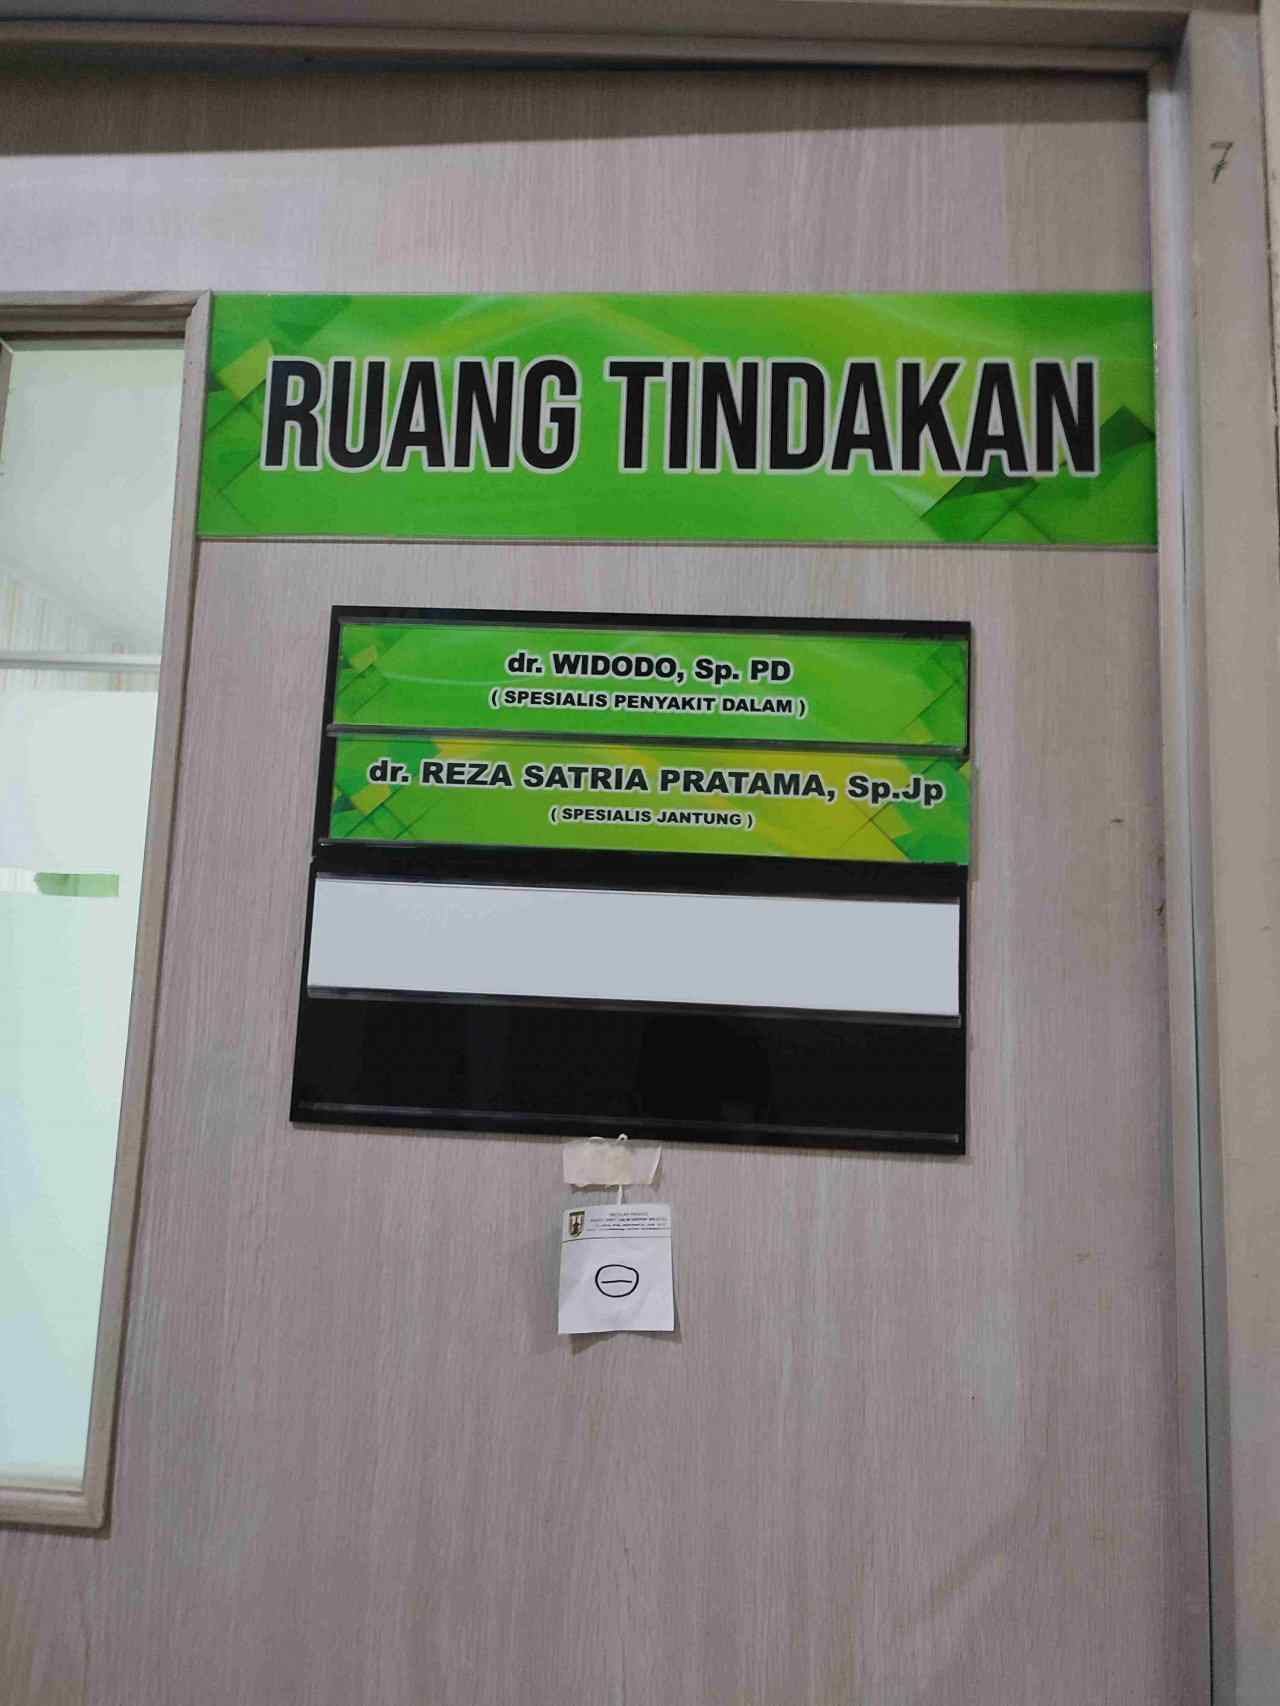 7
RUANG TINDAKAN
dr. WIDODO, Sp. PD
( SPESIALIS PENYAKIT DALAM )
dr. REZA SATRIA PRATAMA, Sp.Jp
( SPESIALIS JANTUNG )